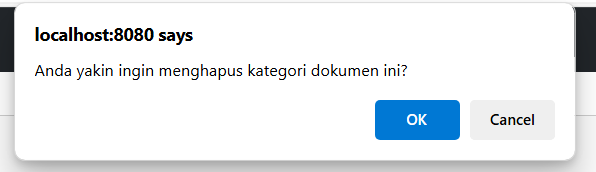 localhost:8080 says
Anda yakin ingin menghapus kategori dokumen ini?
OK
Cancel